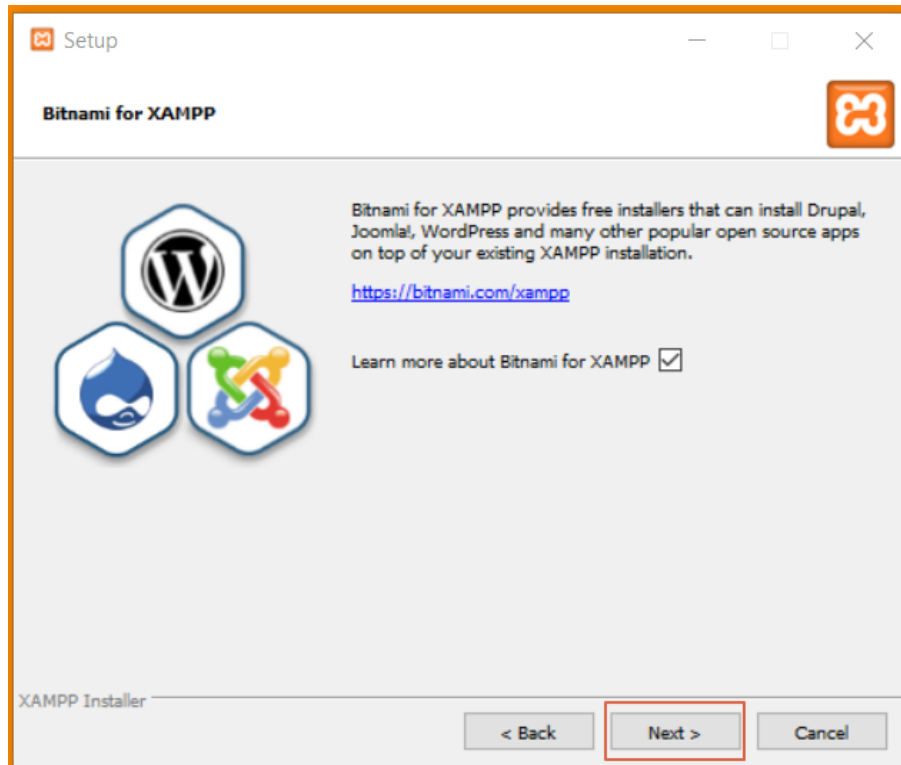 Setup
Bitnami for XAMPP
Bitnami for XAMPP provides free installers that can install Drupal,
Joomla!, WordPress and many other popular open source apps
on top of your existing XAMPP installation.
https://bitnami.com/xampp
Learn more about Bitnami for XAMPP
XAMPP Installer
< Back
Next >
Cancel